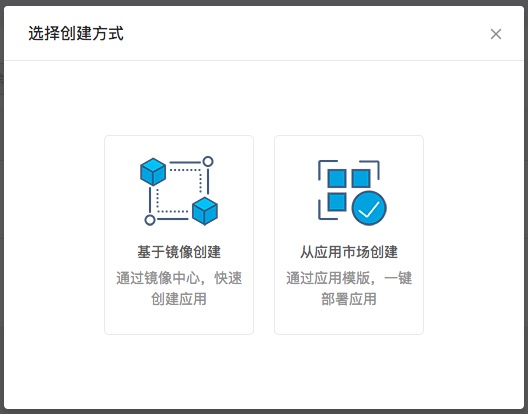 选择创建方式
基于镜像创建
通过镜像中心，快速
创建应用
从应用市场创建
通过应用模版，一键
部署应用